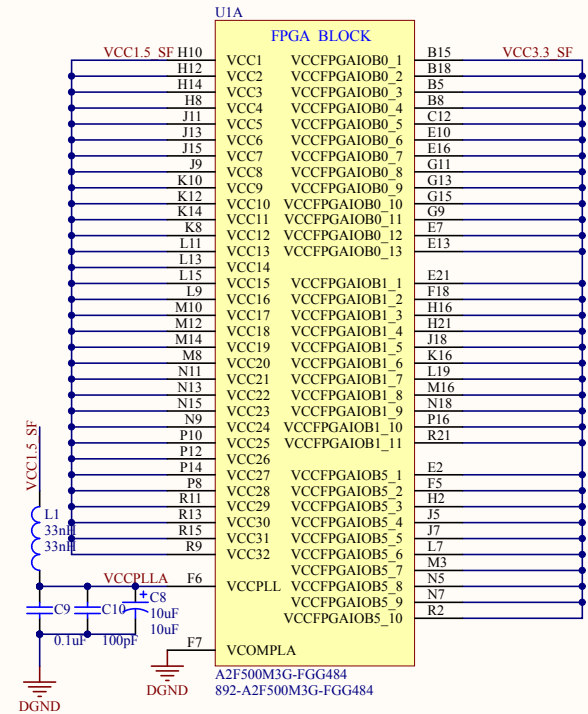 U1A
FPGA BLOCK
VCC1.5_SF H10 VCC1 VCCFPGAIOB0_1 B15 VCC3.3_SF
H12 VCC2 VCCFPGAIOB0_2 B18
H14 VCC3 VCCFPGAIOB0_3 B5
H8 VCC4 VCCFPGAIOB0_4 B8
J11 VCC5 VCCFPGAIOB0_5 C12
J13 VCC6 VCCFPGAIOB0_6 E10
J15 VCC7 VCCFPGAIOB0_7 E16
J9 VCC8 VCCFPGAIOB0_8 G11
K10 VCC9 VCCFPGAIOB0_9 G13
K12 VCC10 VCCFPGAIOB0_10 G15
K14 VCC11 VCCFPGAIOB0_11 G9
K8 VCC12 VCCFPGAIOB0_12 E7
L11 VCC13 VCCFPGAIOB0_13 E13
L13 VCC14
L15 VCC15 VCCFPGAIOB1_1 E21
L9 VCC16 VCCFPGAIOB1_2 F18
M10 VCC17 VCCFPGAIOB1_3 H16
M12 VCC18 VCCFPGAIOB1_4 H21
M14 VCC19 VCCFPGAIOB1_5 J18
M8 VCC20 VCCFPGAIOB1_6 K16
N11 VCC21 VCCFPGAIOB1_7 L19
N13 VCC22 VCCFPGAIOB1_8 M16
N15 VCC23 VCCFPGAIOB1_9 N18
N9 VCC24 VCCFPGAIOB1_10 P16
P10 VCC25 VCCFPGAIOB1_11 R21
P12 VCC26
P14 VCC27 VCCFPGAIOB5_1 E2
P8 VCC28 VCCFPGAIOB5_2 F5
R11 VCC29 VCCFPGAIOB5_3 H2
R13 VCC30 VCCFPGAIOB5_4 J5
R15 VCC31 VCCFPGAIOB5_5 J7
R9 VCC32 VCCFPGAIOB5_6 L7
VCCFPGAIOB5_7 M3
VCCPLLA F6 VCCPLL VCCFPGAIOB5_8 N5
VCCFPGAIOB5_9 N7
VCCFPGAIOB5_10 R2
F7 VCOMPLA
VCC1.5_SF
L1
33nH
33nH
C9 C10 + C8
10uF
10uF
0.1uF 100pF
DGND
DGND
A2F500M3G-FGG484
892-A2F500M3G-FGG484